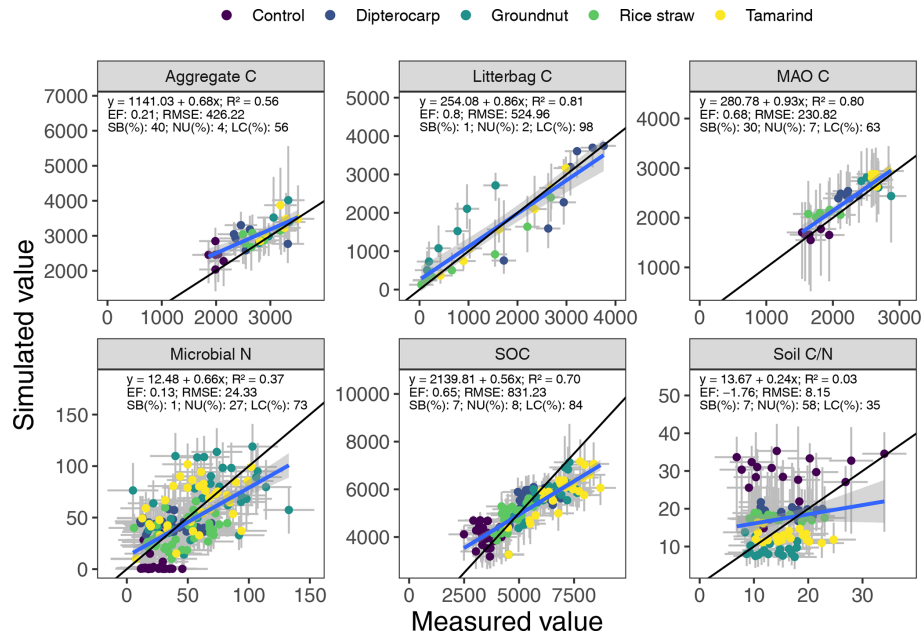 Control Dipterocarp Groundnut Rice straw Tamarind
Aggregate C
y = 1141.03 + 0.68x; R² = 0.56
EF: 0.21; RMSE: 426.22
SB(%): 40; NU(%): 4; LC(%): 56
7000
6000
5000
4000
3000
2000
0 1000 2000 3000
Litterbag C
y = 254.08 + 0.86x; R² = 0.81
EF: 0.8; RMSE: 524.96
SB(%): 1; NU(%): 2; LC(%): 98
5000
4000
3000
2000
1000
0
0 1000 2000 3000 4000
MAO C
y = 280.78 + 0.93x; R² = 0.80
EF: 0.68; RMSE: 230.82
SB(%): 30; NU(%): 7; LC(%): 63
4000
3000
2000
1000
0 1000 2000 3000
Simulated value
Microbial N
y = 12.48 + 0.66x; R² = 0.37
EF: 0.13; RMSE: 24.33
SB(%): 1; NU(%): 27; LC(%): 73
150
100
50
0
0 50 100 150
SOC
y = 2139.81 + 0.56x; R² = 0.70
EF: 0.65; RMSE: 831.23
SB(%): 7; NU(%): 8; LC(%): 84
10000
8000
6000
4000
0 2500 5000 7500
Soil C/N
y = 13.67 + 0.24x; R² = 0.03
EF: −1.76; RMSE: 8.15
SB(%): 7; NU(%): 58; LC(%): 35
50
40
30
20
10
0 10 20 30
Measured value